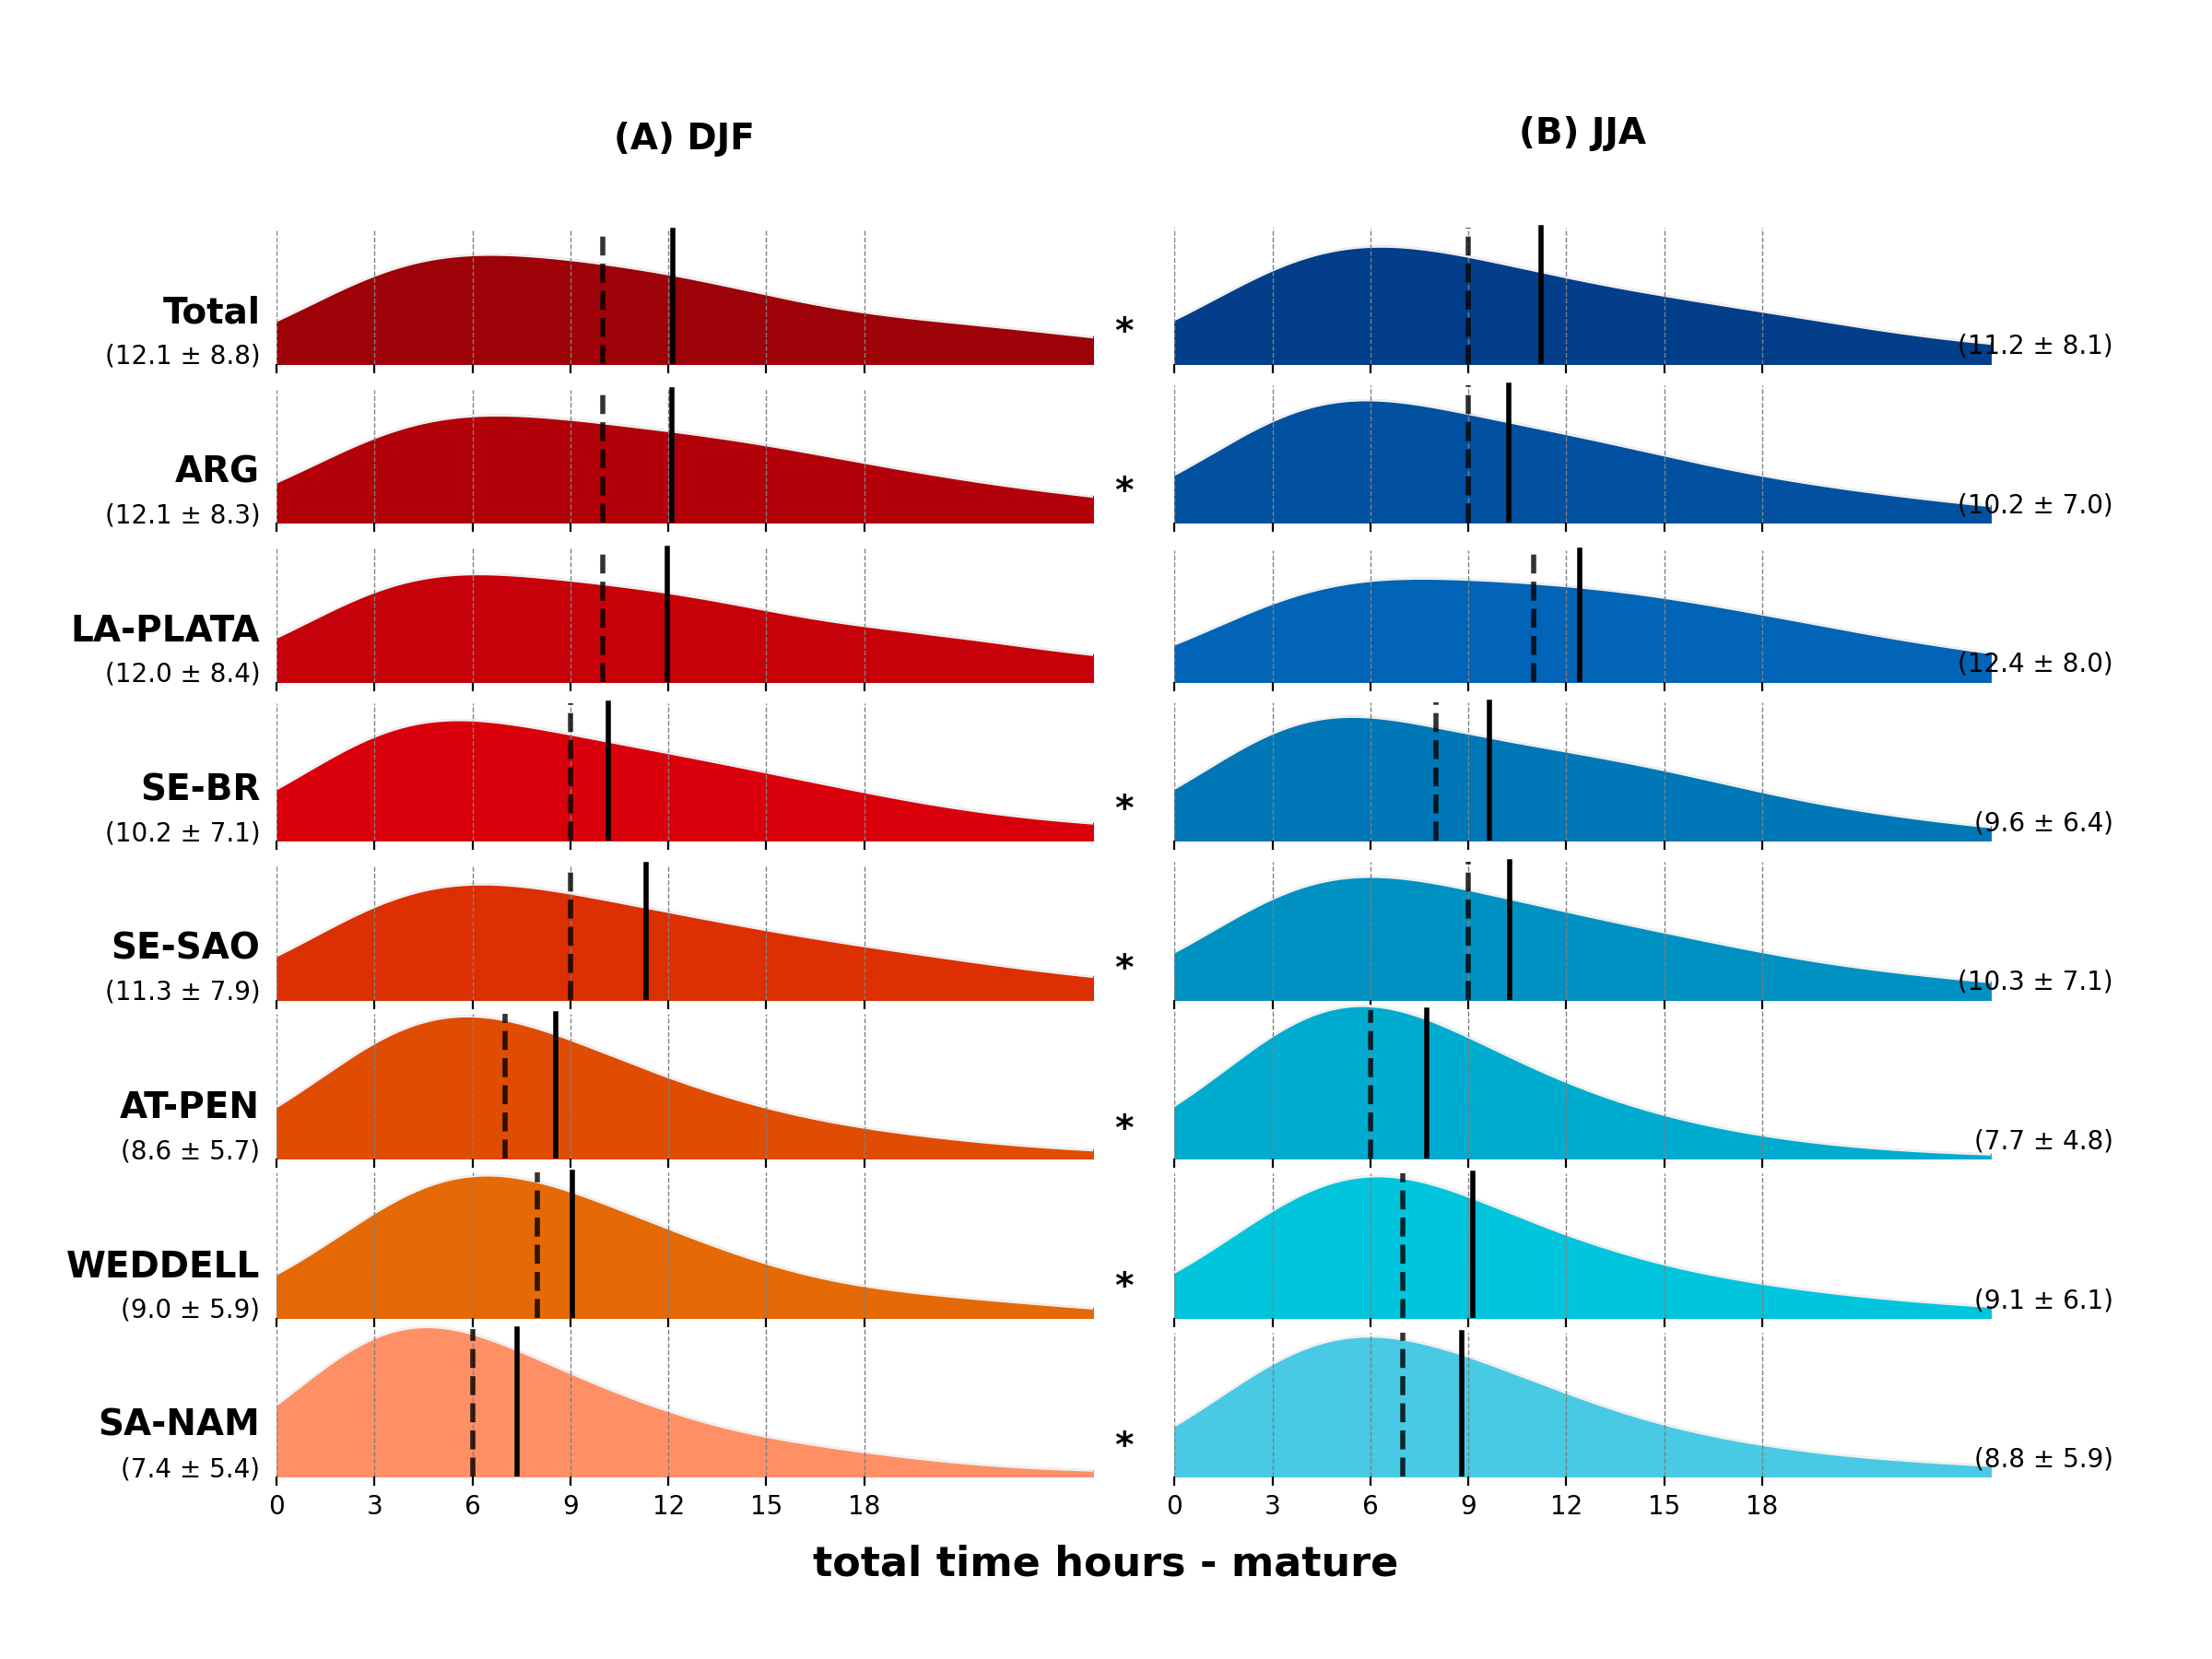 (A) DJF
(B) JJA
Total
(12.1 ± 8.8)
*
(11.2 ± 8.1)
ARG
(12.1 ± 8.3)
*
(10.2 ± 7.0)
LA-PLATA
(12.0 ± 8.4)
(12.4 ± 8.0)
SE-BR
(10.2 ± 7.1)
*
(9.6 ± 6.4)
SE-SAO
(11.3 ± 7.9)
*
(10.3 ± 7.1)
AT-PEN
(8.6 ± 5.7)
*
(7.7 ± 4.8)
WEDDELL
(9.0 ± 5.9)
*
(9.1 ± 6.1)
SA-NAM
(7.4 ± 5.4)
*
(8.8 ± 5.9)
0 3 6 9 12 15 18
0 3 6 9 12 15 18
total time hours - mature